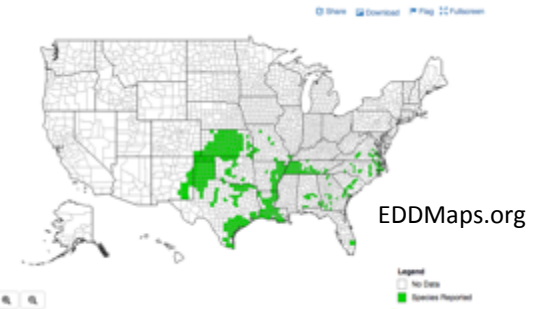 Share Download Flag Fullscreen
EDDMaps.org
Legend
No Data
Species Reported